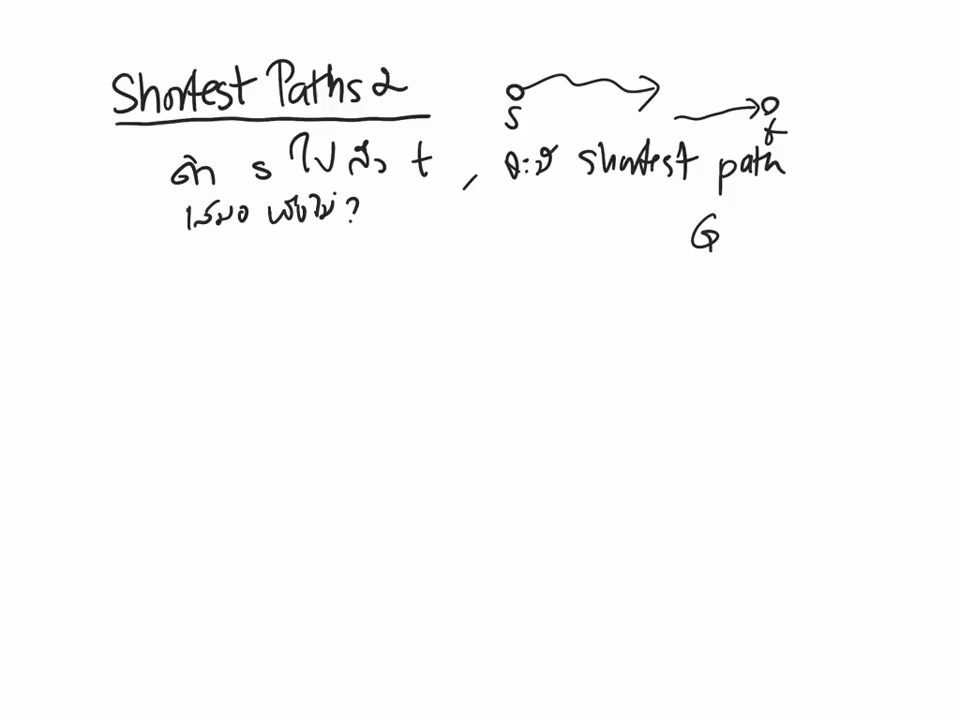 Shortest Paths 2
s
t
ถ้า s ไปถึง t , จะมี shortest path
เสมอ หรือไม่ ?
G